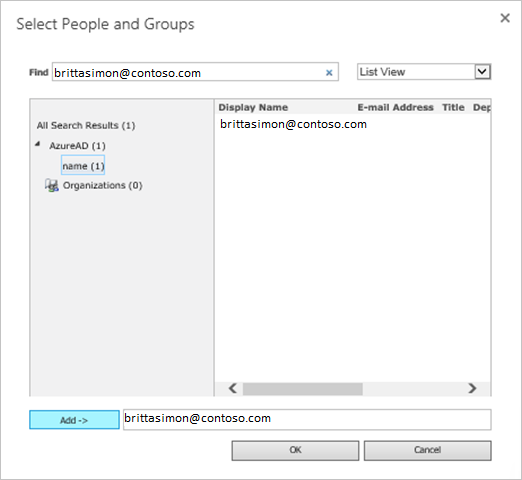 Select People and Groups
Find brittasimon@contoso.com × List View
Display Name E-mail Address Title Dep
All Search Results (1)
brittasimon@contoso.com
AzureAD (1)
name (1)
Organizations (0)
Add -> brittasimon@contoso.com
OK Cancel